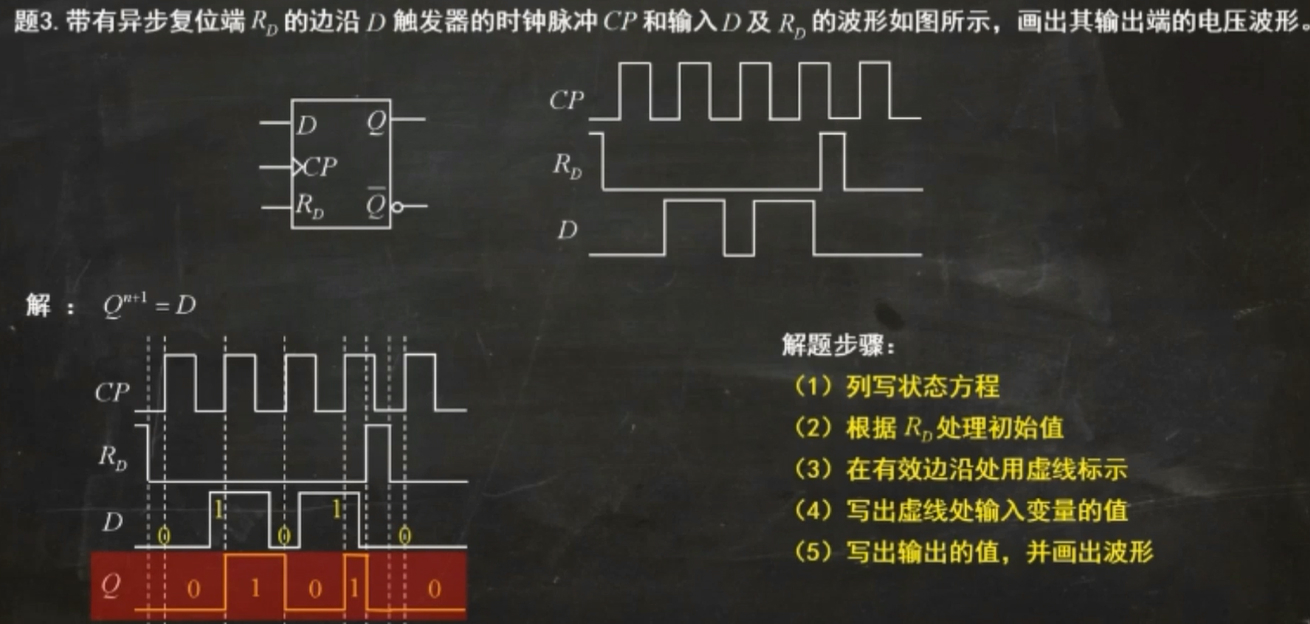 题3. 带有异步复位端 R_D 的边沿 D 触发器的时钟脉冲 CP 和输入 D 及 R_D 的波形如图所示，画出其输出端的电压波形。
D Q
CP
R_D Q̅
CP
R_D
D
解： Q^{n+1} = D
CP
R_D
D 0 1 0 1 0
Q 0 1 0 1 0
解题步骤：
（1）列写状态方程
（2）根据 R_D 处理初始值
（3）在有效边沿处用虚线标示
（4）写出虚线处输入变量的值
（5）写出输出的值，并画出波形